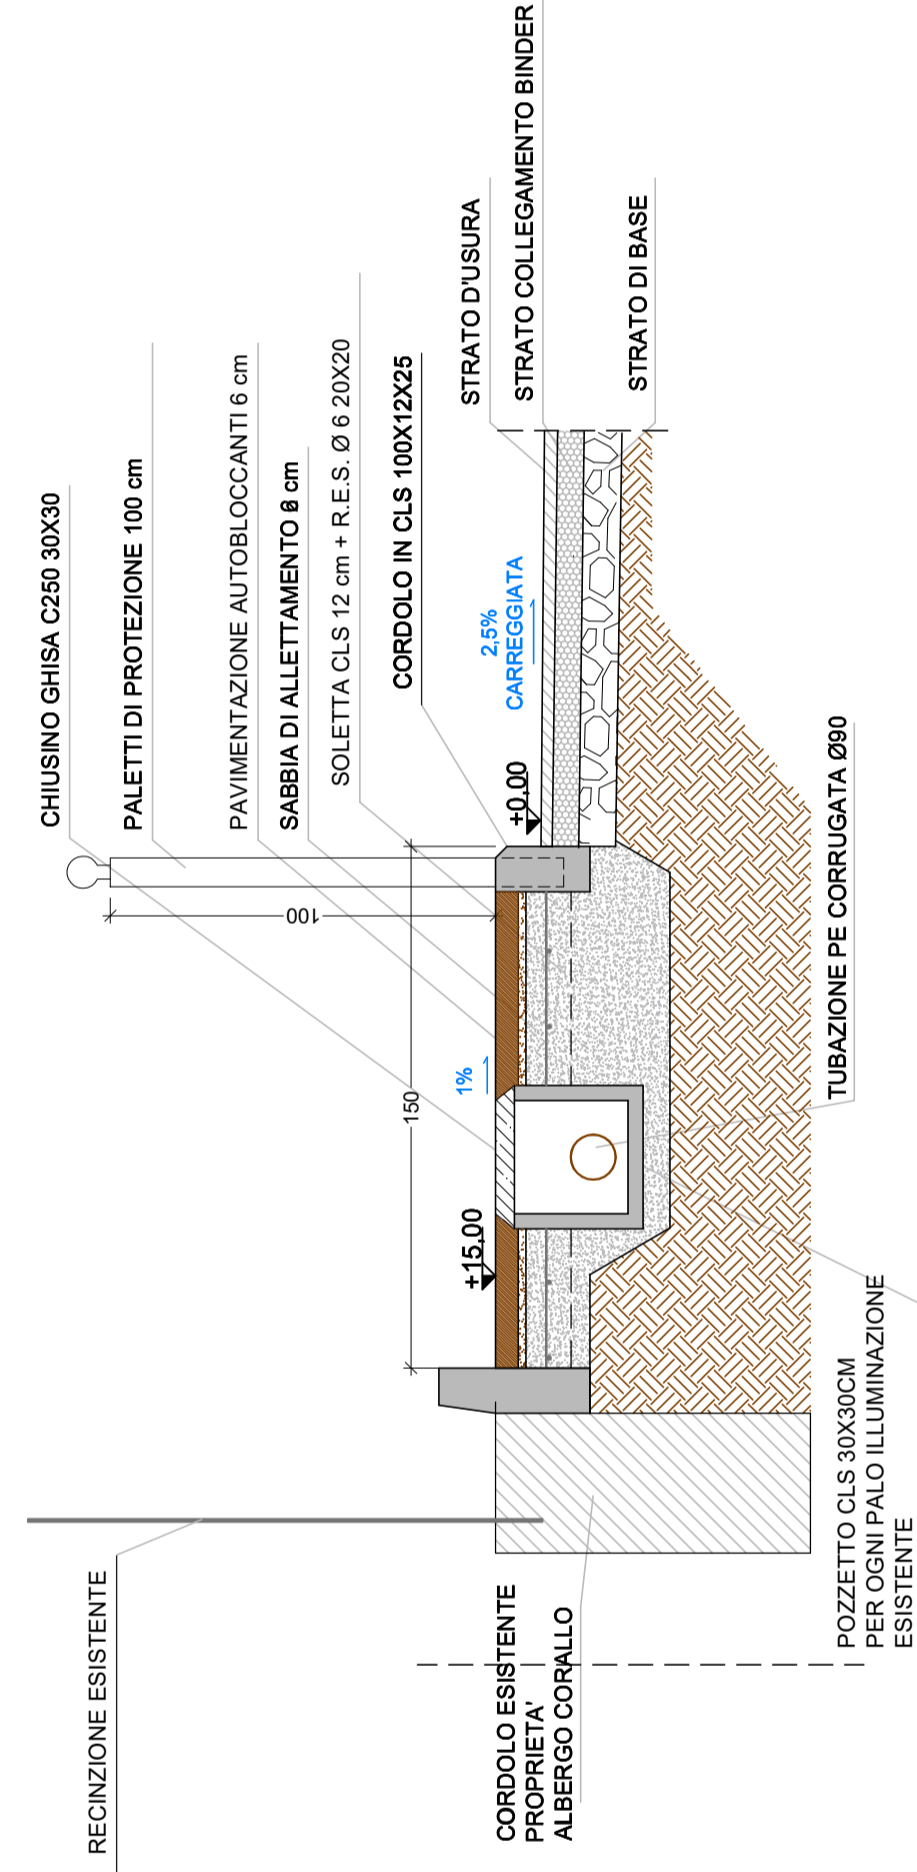 CHIUSINO GHISA C250 30X30
PALETTI DI PROTEZIONE 100 cm
PAVIMENTAZIONE AUTOBLOCCANTI 6 cm
SABBIA DI ALLETTAMENTO cm
SOLETTA CLS 12 cm + R.E.S. Ø 6 20X20
CORDOLO IN CLS 100X12X25
STRATO D'USURA
STRATO COLLEGAMENTO BINDER
STRATO DI BASE
2,5%
CARREGGIATA
+0,00
100
150
1%
+15,00
TUBAZIONE PE CORRUGATA Ø90
RECINZIONE ESISTENTE
CORDOLO ESISTENTE
PROPRIETA'
ALBERGO CORALLO
POZZETTO CLS 30X30CM
PER OGNI PALO ILLUMINAZIONE
ESISTENTE